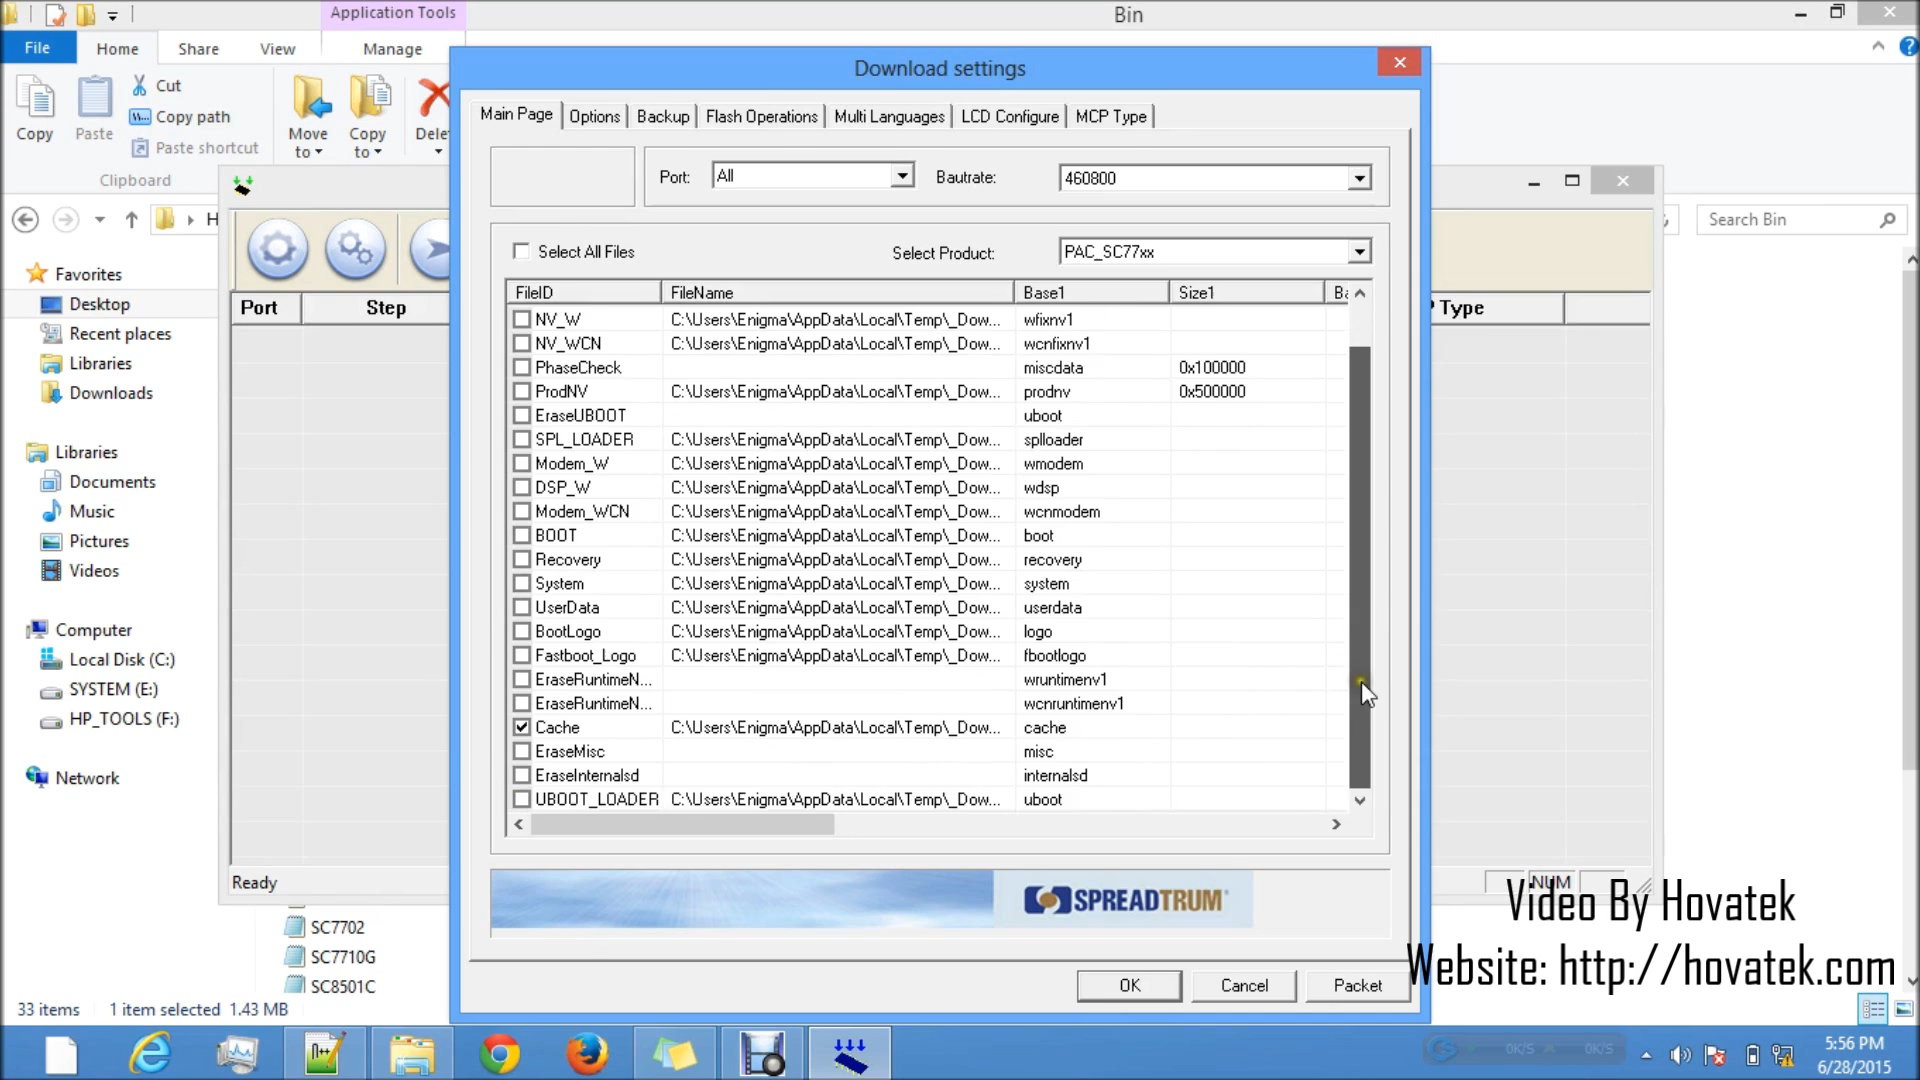 Application Tools
Bin
File
Home
Share
View
Manage
Copy
Paste
Cut
Copy path
Paste shortcut
Clipboard
Move to
Copy to
Dele
Search Bin
H
Favorites
Desktop
Recent places
Libraries
Downloads
Libraries
Documents
Music
Pictures
Videos
Computer
Local Disk (C:)
SYSTEM (E:)
HP_TOOLS (F:)
Network
Port Step Type
Ready
NUM
SC7702
SC7710G
SC8501C
33 items 1 item selected 1.43 MB
Download settings
Main Page Options Backup Flash Operations Multi Languages LCD Configure MCP Type
Port: All Bautrate: 460800
Select All Files Select Product: PAC_SC77xx
FileID FileName Base1 Size1 Ba
NV_W C:\Users\Enigma\AppData\Local\Temp\_Dow... wfixnv1
NV_WCN C:\Users\Enigma\AppData\Local\Temp\_Dow... wcnfixnv1
PhaseCheck miscdata 0x100000
ProdNV C:\Users\Enigma\AppData\Local\Temp\_Dow... prodnv 0x500000
EraseUBOOT uboot
SPL_LOADER C:\Users\Enigma\AppData\Local\Temp\_Dow... splloader
Modem_W C:\Users\Enigma\AppData\Local\Temp\_Dow... wmodem
DSP_W C:\Users\Enigma\AppData\Local\Temp\_Dow... wdsp
Modem_WCN C:\Users\Enigma\AppData\Local\Temp\_Dow... wcnmodem
BOOT C:\Users\Enigma\AppData\Local\Temp\_Dow... boot
Recovery C:\Users\Enigma\AppData\Local\Temp\_Dow... recovery
System C:\Users\Enigma\AppData\Local\Temp\_Dow... system
UserData C:\Users\Enigma\AppData\Local\Temp\_Dow... userdata
BootLogo C:\Users\Enigma\AppData\Local\Temp\_Dow... logo
Fastboot_Logo C:\Users\Enigma\AppData\Local\Temp\_Dow... fbootlogo
EraseRuntimeN... wruntimenv1
EraseRuntimeN... wcnruntimenv1
Cache C:\Users\Enigma\AppData\Local\Temp\_Dow... cache
EraseMisc misc
EraseInternalsd internalsd
UBOOT_LOADER C:\Users\Enigma\AppData\Local\Temp\_Dow... uboot
SPREADTRUM
OK Cancel Packet
Video By Hovatek
Website: http://hovatek.com
0K/S 0K/S
5:56 PM
6/28/2015